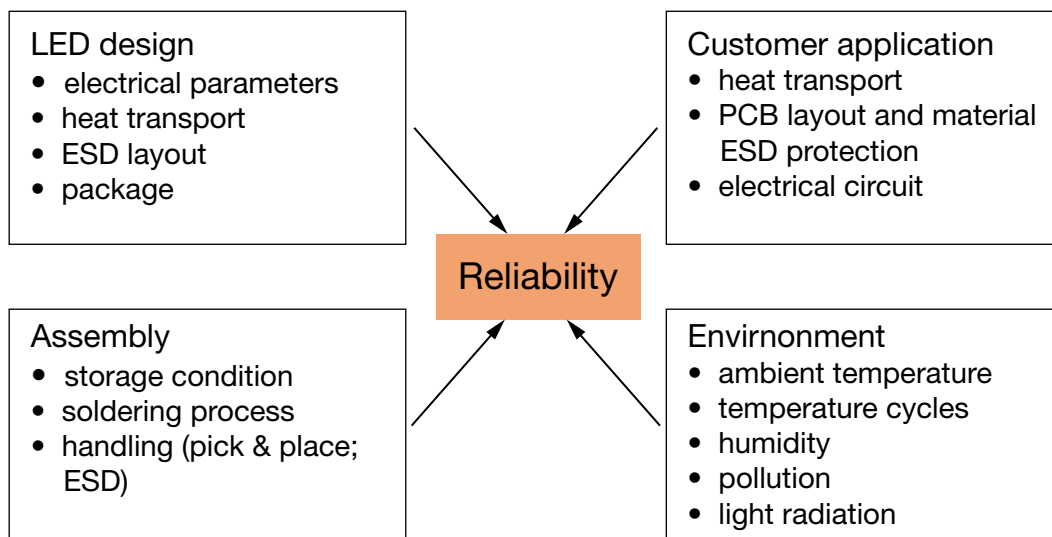 LED design
• electrical parameters
• heat transport
• ESD layout
• package
Customer application
• heat transport
• PCB layout and material
ESD protection
• electrical circuit
Reliability
Assembly
• storage condition
• soldering process
• handling (pick & place;
ESD)
Envirnonment
• ambient temperature
• temperature cycles
• humidity
• pollution
• light radiation